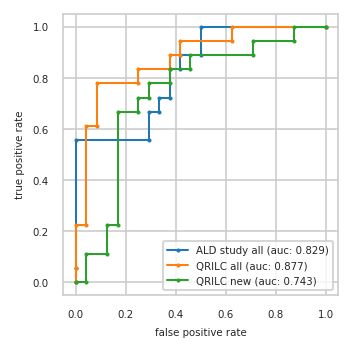 1.0
0.8
0.6
0.4
0.2
0.0
true positive rate
ALD study all (auc: 0.829)
QRILC all (auc: 0.877)
QRILC new (auc: 0.743)
0.0 0.2 0.4 0.6 0.8 1.0
false positive rate